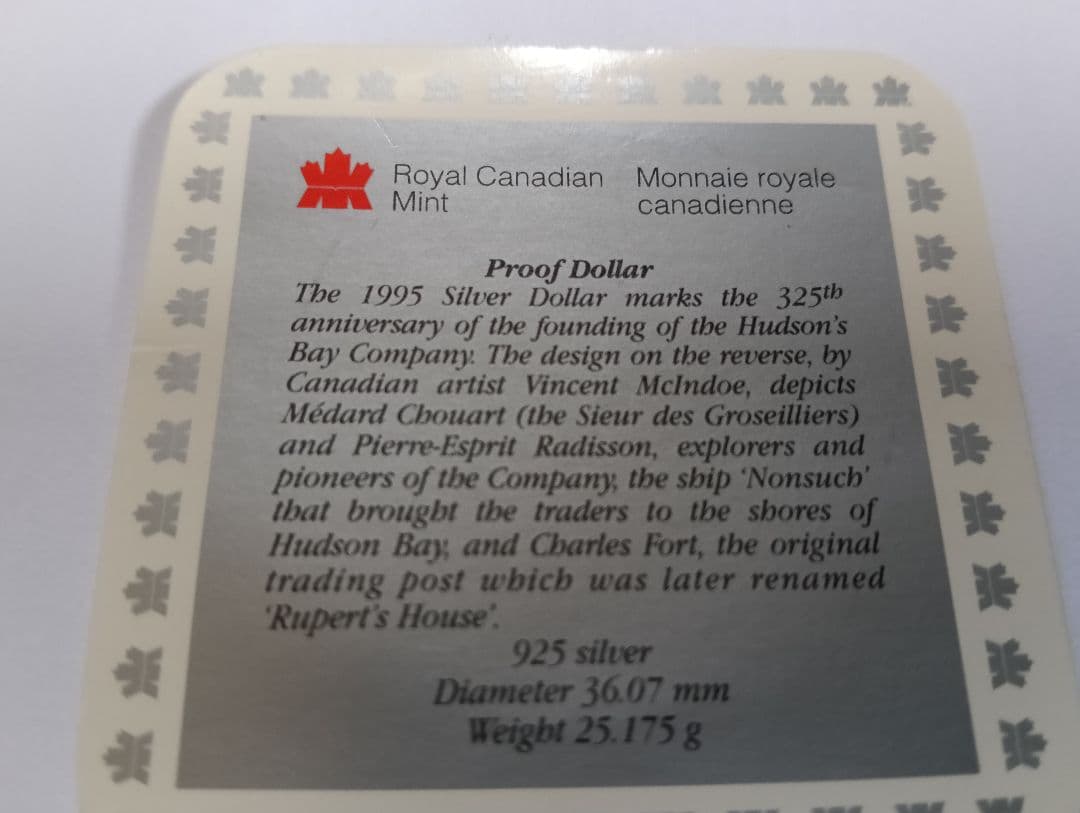 Royal Canadian Mint
Monnaie royale canadienne
Proof Dollar
The 1995 Silver Dollar marks the 325th
anniversary of the founding of the Hudson's
Bay Company. The design on the reverse, by
Canadian artist Vincent McIndoe, depicts
Médard Chouart (the Sieur des Groseilliers)
and Pierre-Esprit Radisson, explorers and
pioneers of the Company, the ship 'Nonsuch'
that brought the traders to the shores of
Hudson Bay, and Charles Fort, the original
trading post which was later renamed
'Rupert's House'.
925 silver
Diameter 36.07 mm
Weight 25.175 g